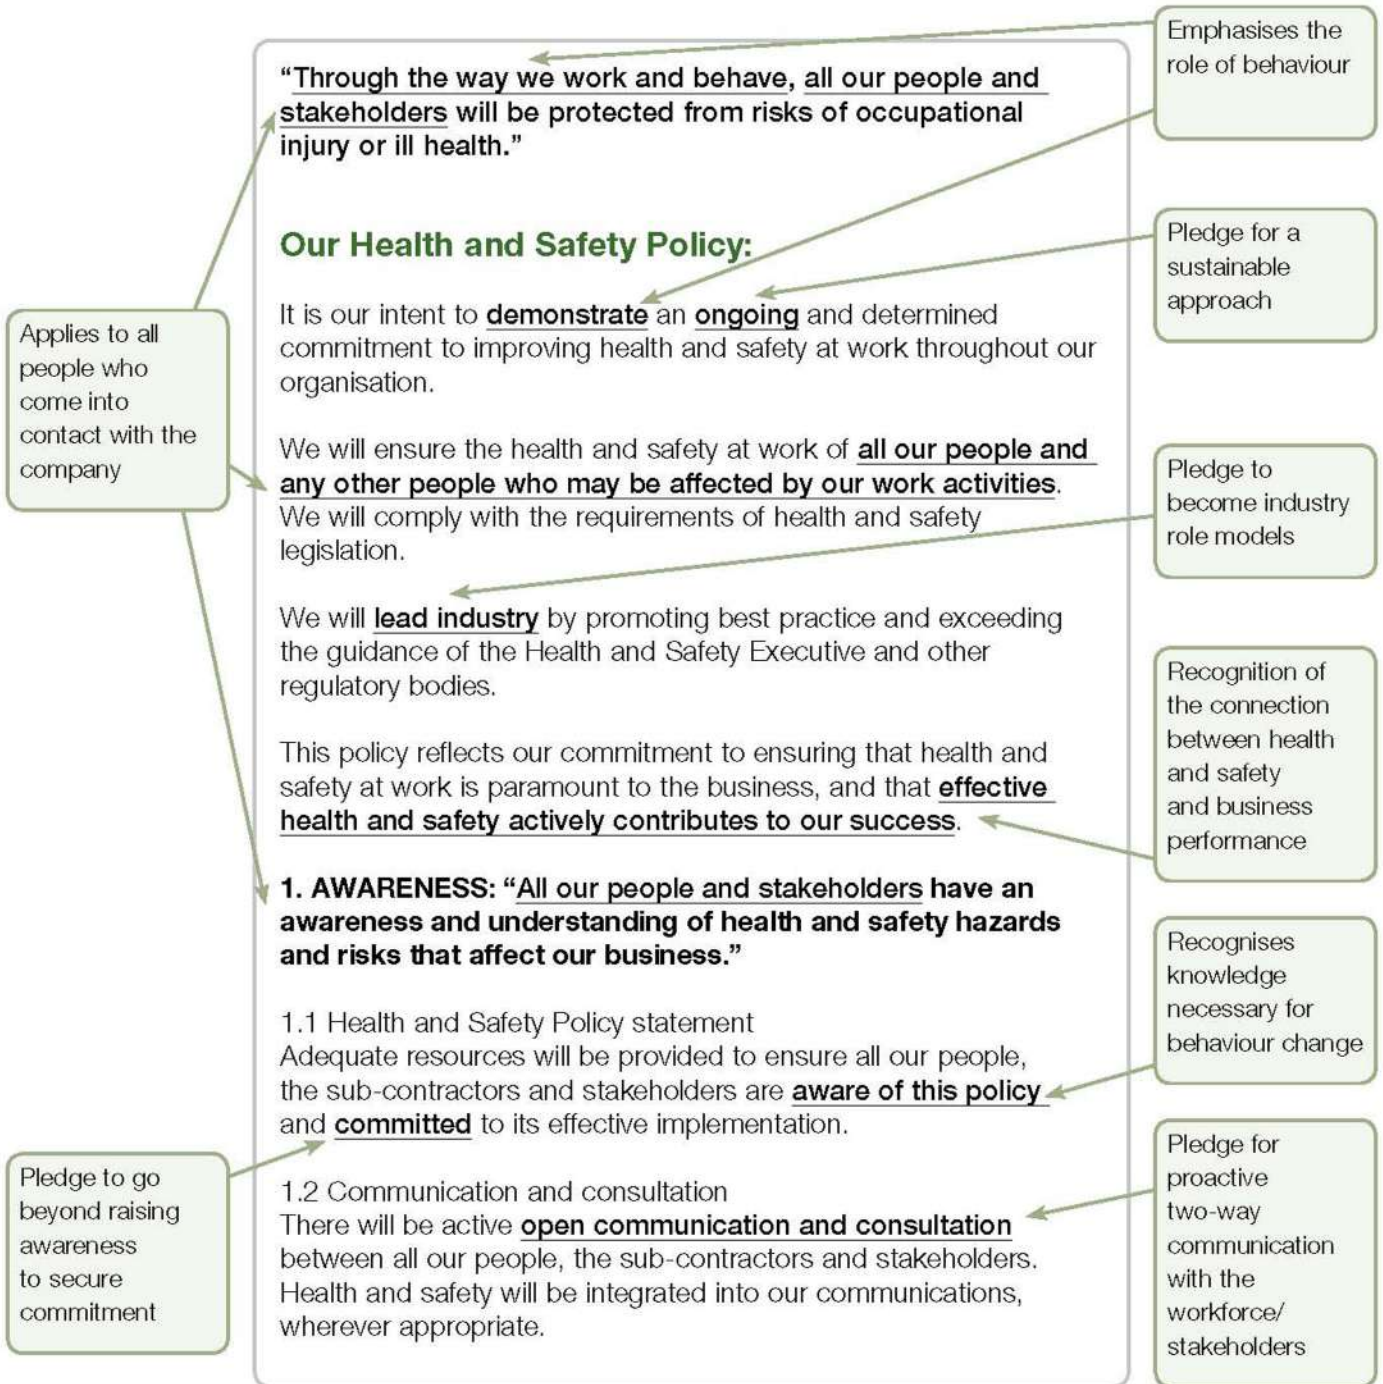 Emphasises the
role of behaviour
“Through the way we work and behave, all our people and
stakeholders will be protected from risks of occupational
injury or ill health.”
Our Health and Safety Policy:
Pledge for a
sustainable
approach
It is our intent to demonstrate an ongoing and determined
commitment to improving health and safety at work throughout our
organisation.
Applies to all
people who
come into
contact with the
company
We will ensure the health and safety at work of all our people and
any other people who may be affected by our work activities.
We will comply with the requirements of health and safety
legislation.
Pledge to
become industry
role models
We will lead industry by promoting best practice and exceeding
the guidance of the Health and Safety Executive and other
regulatory bodies.
Recognition of
the connection
between health
and safety
and business
performance
This policy reflects our commitment to ensuring that health and
safety at work is paramount to the business, and that effective
health and safety actively contributes to our success.
1. AWARENESS: “All our people and stakeholders have an
awareness and understanding of health and safety hazards
and risks that affect our business.”
Recognises
knowledge
necessary for
behaviour change
1.1 Health and Safety Policy statement
Adequate resources will be provided to ensure all our people,
the sub-contractors and stakeholders are aware of this policy
and committed to its effective implementation.
Pledge to go
beyond raising
awareness
to secure
commitment
1.2 Communication and consultation
There will be active open communication and consultation
between all our people, the sub-contractors and stakeholders.
Health and safety will be integrated into our communications,
wherever appropriate.
Pledge for
proactive
two-way
communication
with the
workforce/
stakeholders